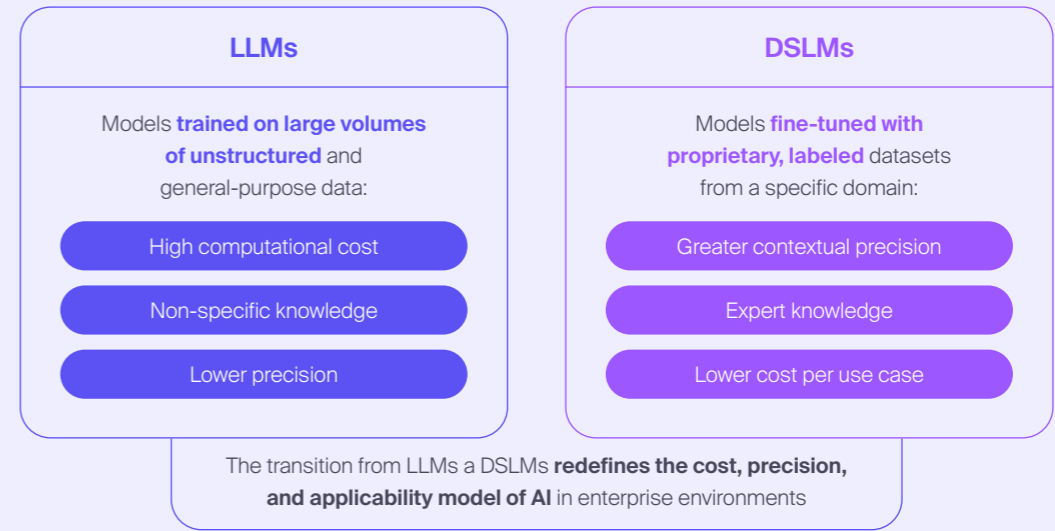 LLMs
Models trained on large volumes
of unstructured and
general-purpose data:
High computational cost
Non-specific knowledge
Lower precision
DSLMs
Models fine-tuned with
proprietary, labeled datasets
from a specific domain:
Greater contextual precision
Expert knowledge
Lower cost per use case
The transition from LLMs a DSLMs redefines the cost, precision,
and applicability model of AI in enterprise environments